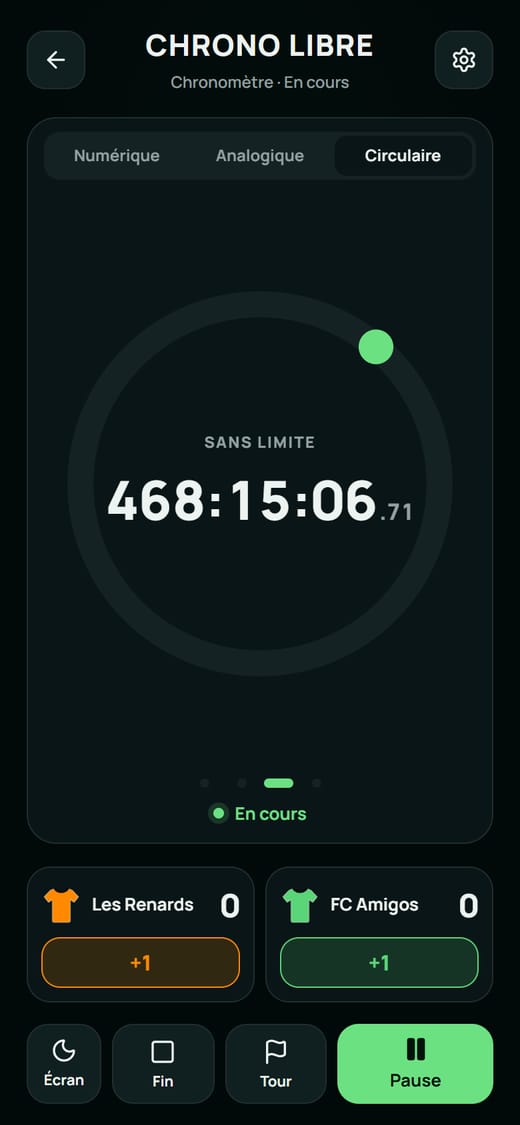 CHRONO LIBRE
Chronomètre · En cours
Numérique Analogique Circulaire
SANS LIMITE
468:15:06.71
En cours
Les Renards 0 FC Amigos 0
+1 +1
Écran Fin Tour Pause